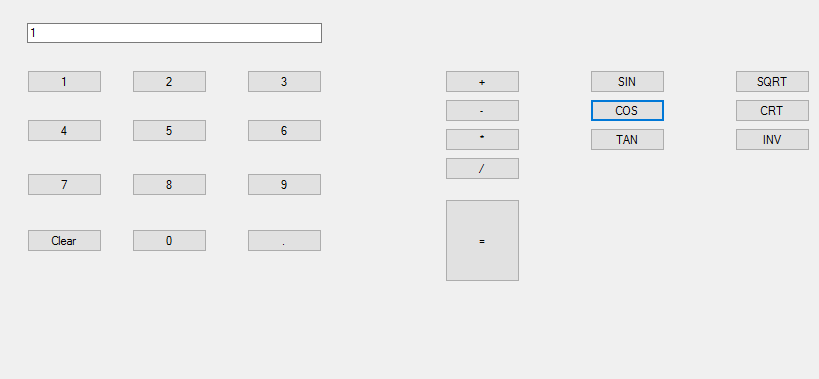 1
1 2 3 + SIN SQRT
- COS CRT
4 5 6 * TAN INV
/
7 8 9
Clear 0 . =